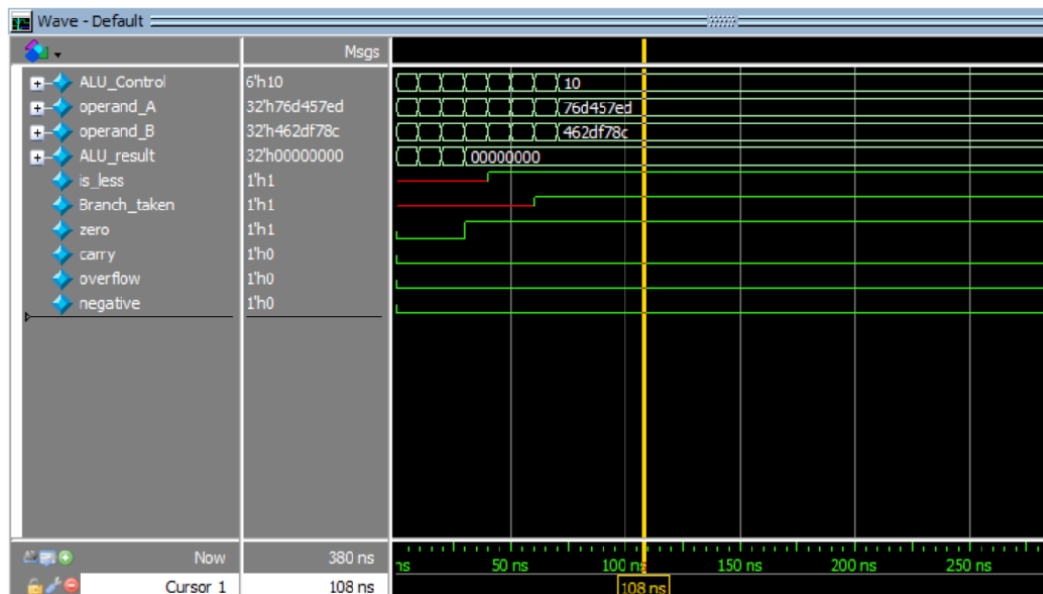 Wave - Default
Msgs
ALU_Control 6'h10 10
operand_A 32'h76d457ed 76d457ed
operand_B 32'h462df78c 462df78c
ALU_result 32'h00000000 00000000
is_less 1'h1
Branch_taken 1'h1
zero 1'h1
carry 1'h0
overflow 1'h0
negative 1'h0
Now 380 ns ns 50 ns 100 ns 150 ns 200 ns 250 ns
Cursor 1 108 ns 108 ns